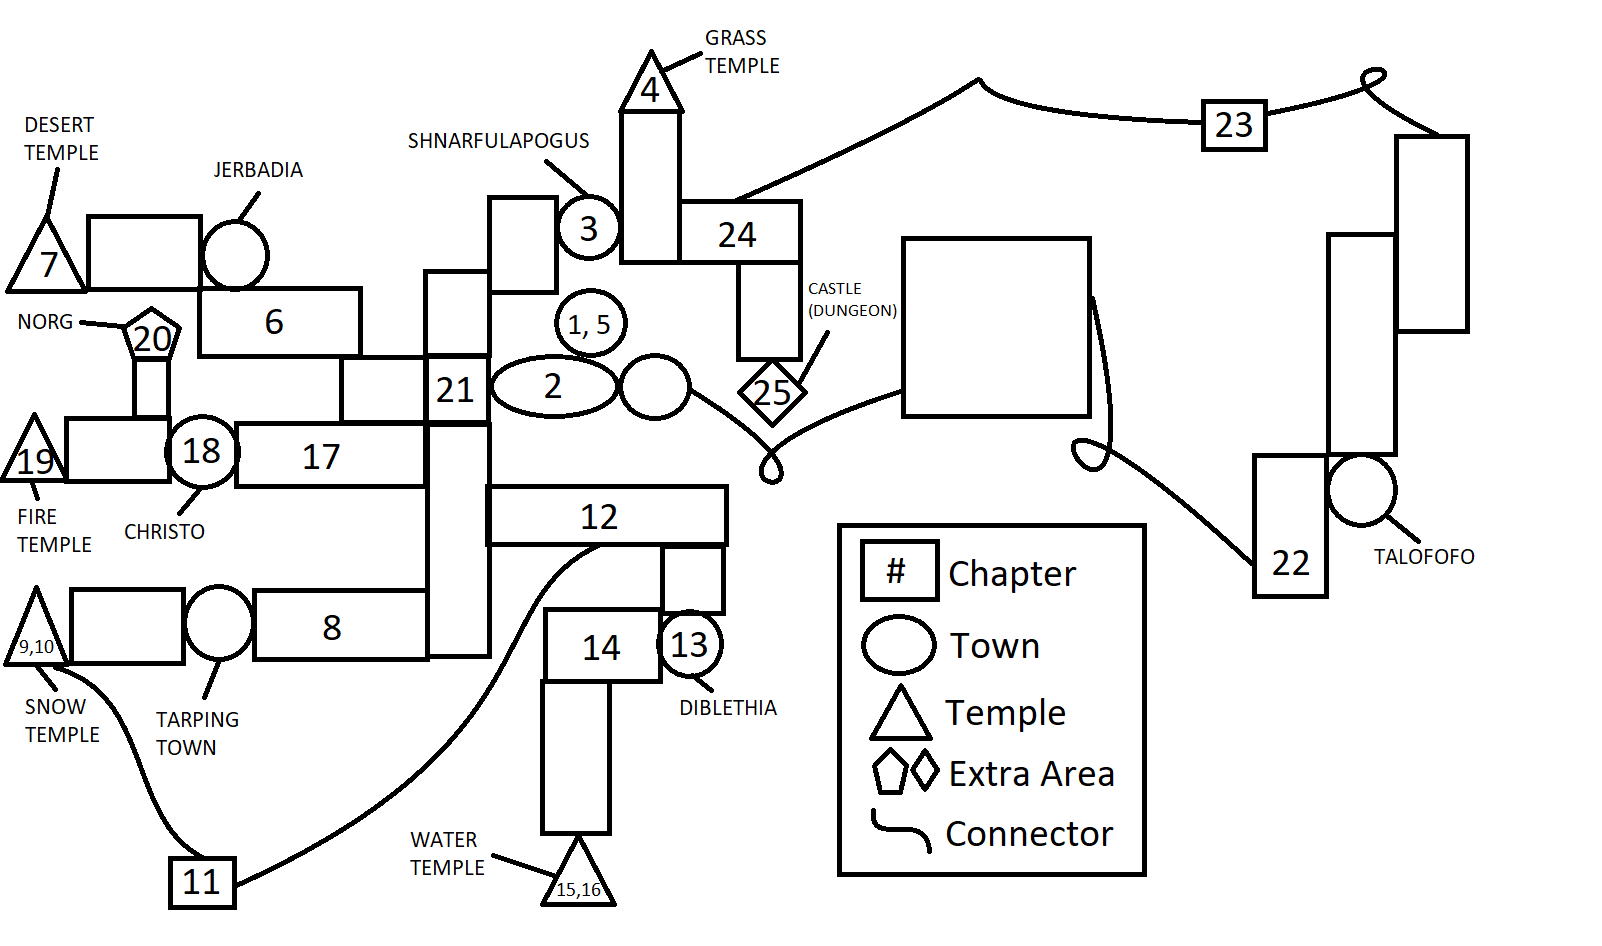 GRASS
TEMPLE
4
DESERT
TEMPLE
SHNARFULAPOGUS
23
JERBADIA
3
24
7
CASTLE
(DUNGEON)
NORG
6
1, 5
20
21
2
25
19
18
17
FIRE
TEMPLE
CHRISTO
12
TALOFOFO
22
# Chapter
8
9,10
14
13
Town
SNOW
TEMPLE
TARPING
TOWN
DIBLETHIA
Temple
Extra Area
Connector
WATER
TEMPLE
11
15,16